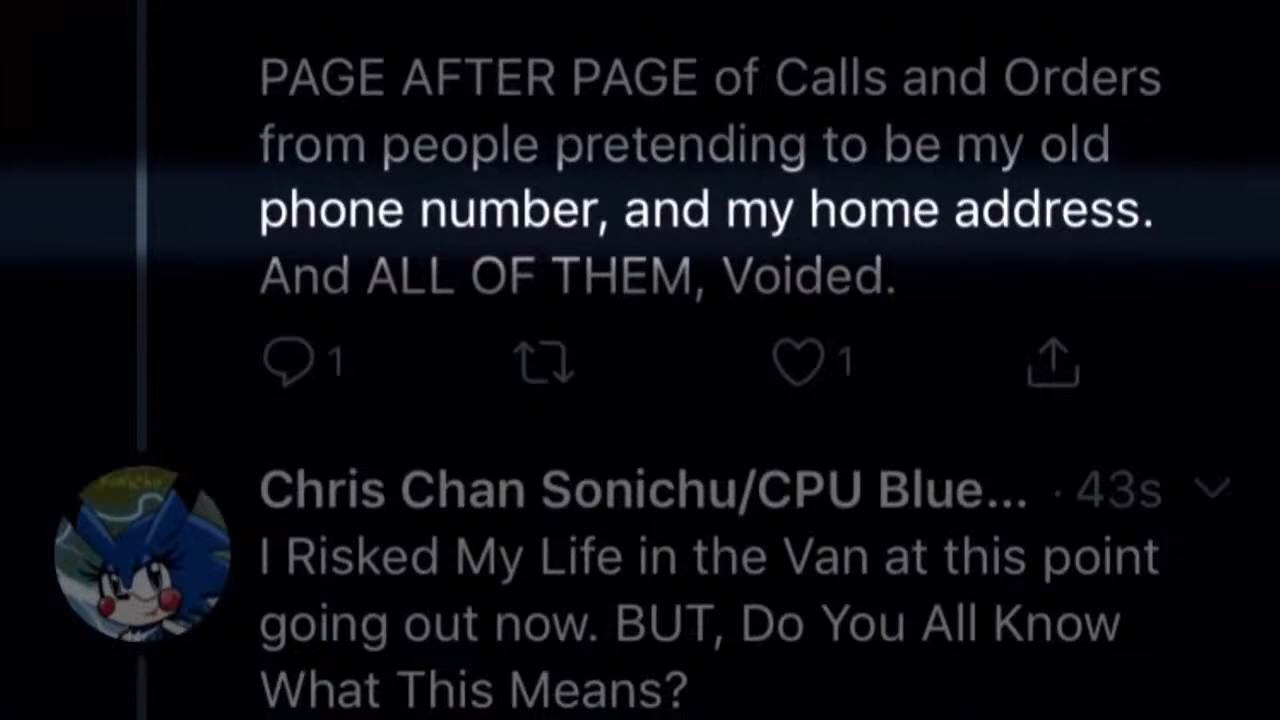 PAGE AFTER PAGE of Calls and Orders
from people pretending to be my old
phone number, and my home address.
And ALL OF THEM, Voided.
1 1
Chris Chan Sonichu/CPU Blue... · 43s
I Risked My Life in the Van at this point
going out now. BUT, Do You All Know
What This Means?